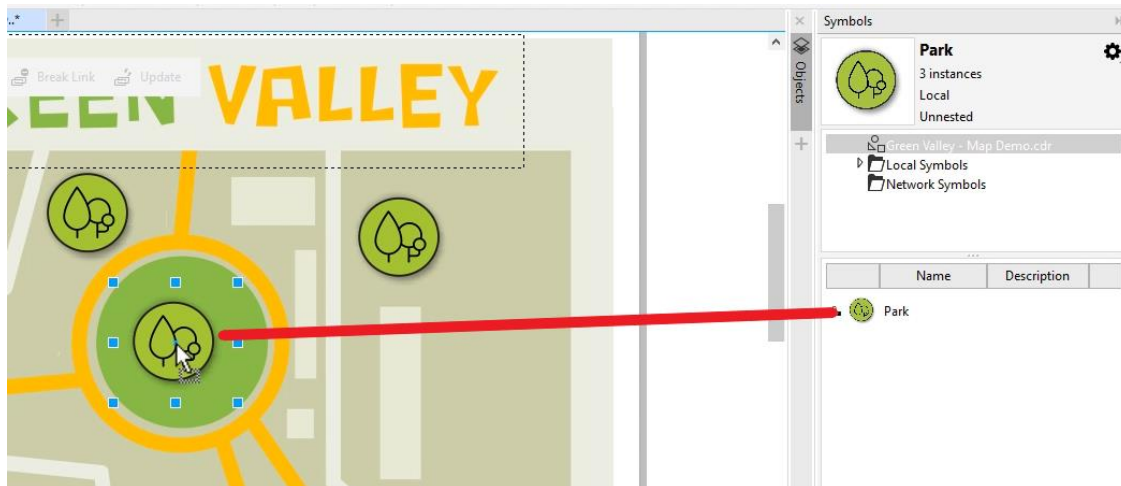 ..*
Symbols
Break Link
Update
EEN VALLEY
Objects
Park
3 instances
Local
Unnested
Green Valley - Map Demo.cdr
Local Symbols
Network Symbols
Name
Description
Park